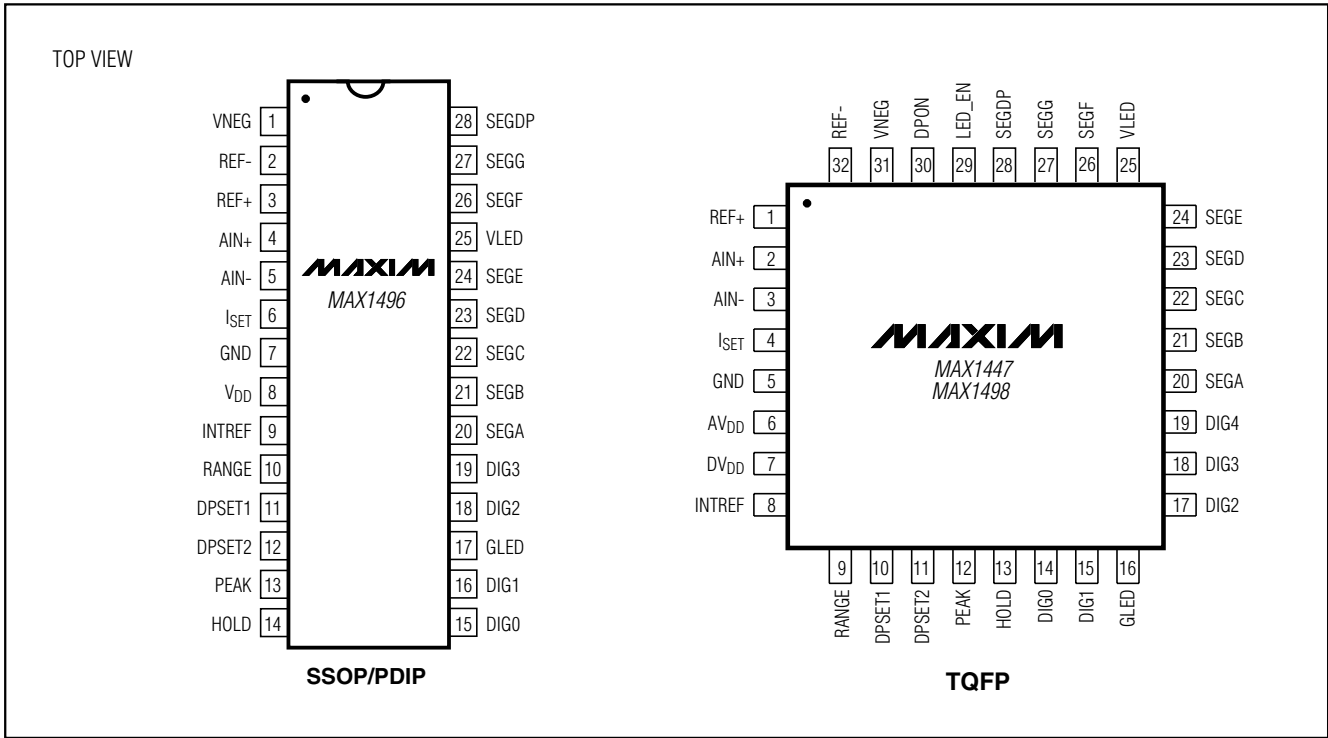 TOP VIEW
VNEG 1
REF- 2
REF+ 3
AIN+ 4
AIN- 5
ISET 6
GND 7
VDD 8
INTREF 9
RANGE 10
DPSET1 11
DPSET2 12
PEAK 13
HOLD 14
28 SEGDP
27 SEGG
26 SEGF
25 VLED
24 SEGE
23 SEGD
22 SEGC
21 SEGB
20 SEGA
19 DIG3
18 DIG2
17 GLED
16 DIG1
15 DIG0
MAXIM
MAX1496
SSOP/PDIP
REF- 32
VNEG 31
DPON 30
LED_EN 29
SEGDP 28
SEGG 27
SEGF 26
VLED 25
REF+ 1
AIN+ 2
AIN- 3
ISET 4
GND 5
AVDD 6
DVDD 7
INTREF 8
MAXIM
MAX1447
MAX1498
24 SEGE
23 SEGD
22 SEGC
21 SEGB
20 SEGA
19 DIG4
18 DIG3
17 DIG2
9 RANGE
10 DPSET1
11 DPSET2
12 PEAK
13 HOLD
14 DIG0
15 DIG1
16 GLED
TQFP